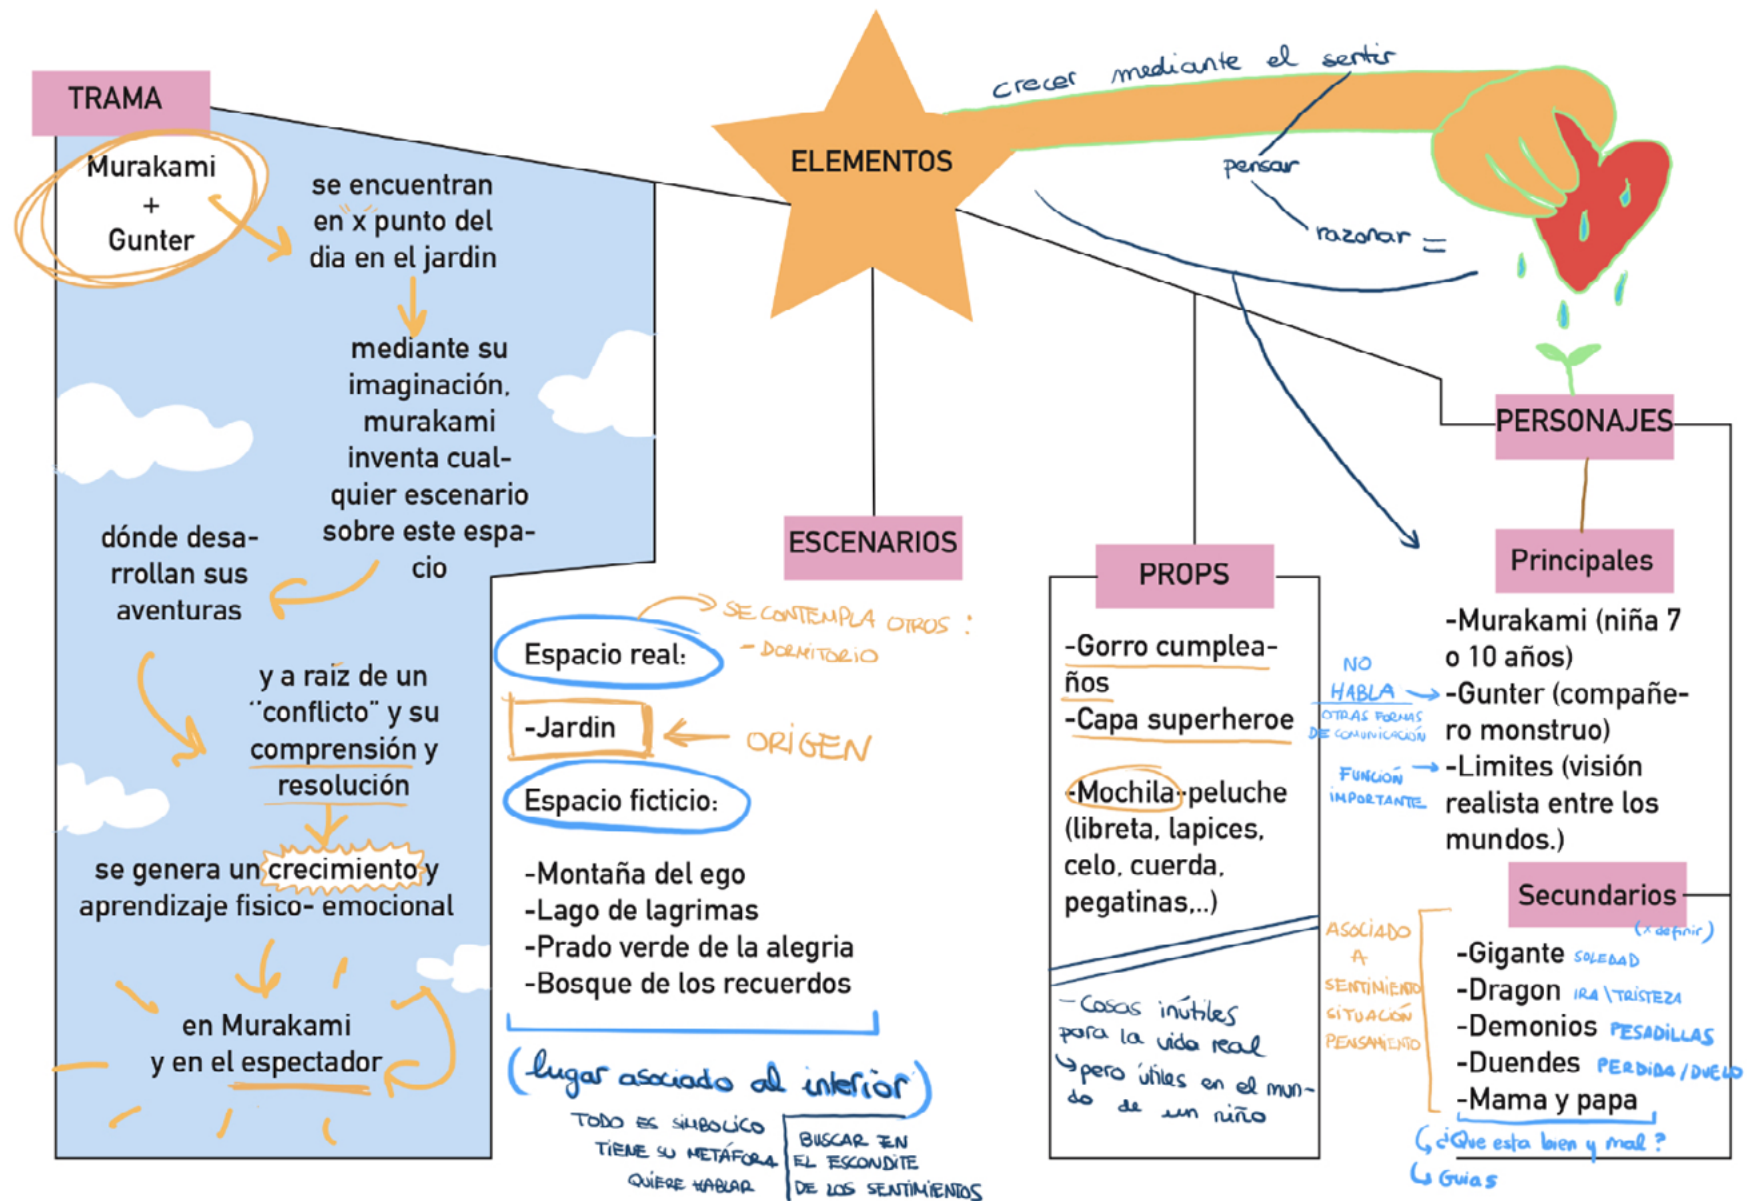 ELEMENTOS
crecer mediante el sentir
pensar
razonar =
TRAMA
Murakami
+
Gunter
se encuentran
en "x" punto del
dia en el jardin
mediante su
imaginación,
murakami
inventa cual-
quier escenario
sobre este espa-
cio
dónde desa-
rrollan sus
aventuras
y a raíz de un
"conflicto" y su
comprensión y
resolución
se genera un crecimiento y
aprendizaje fisico- emocional
en Murakami
y en el espectador
ESCENARIOS
SE CONTEMPLA OTROS :
- DORMITORIO
Espacio real:
-Jardin
ORIGEN
Espacio ficticio:
-Montaña del ego
-Lago de lagrimas
-Prado verde de la alegria
-Bosque de los recuerdos
(lugar asociado al interior)
TODO ES SIMBOLICO
TIENE SU METÁFORA
QUIERE HABLAR
BUSCAR EN
EL ESCONDITE
DE LOS SENTIMIENTOS
PROPS
-Gorro cumplea-
ños
-Capa superheroe
-Mochila-peluche
(libreta, lapices,
celo, cuerda,
pegatinas,..)
- Cosas inútiles
para la vida real
pero útiles en el mun-
do de un niño
PERSONAJES
Principales
-Murakami (niña 7
o 10 años)
-Gunter (compañe-
ro monstruo)
-Limites (visión
realista entre los
mundos.)
NO
HABLA
OTRAS FORMAS
DE COMUNICACIÓN
FUNCIÓN
IMPORTANTE
Secundarios
(x definir)
-Gigante SOLEDAD
-Dragon IRA\TRISTEZA
-Demonios PESADILLAS
-Duendes PERDIDA/DUELO
-Mama y papa
ASOCIADO
A
SENTIMIENTO
SITUACIÓN
PENSAMIENTO
¿Que esta bien y mal?
Guias